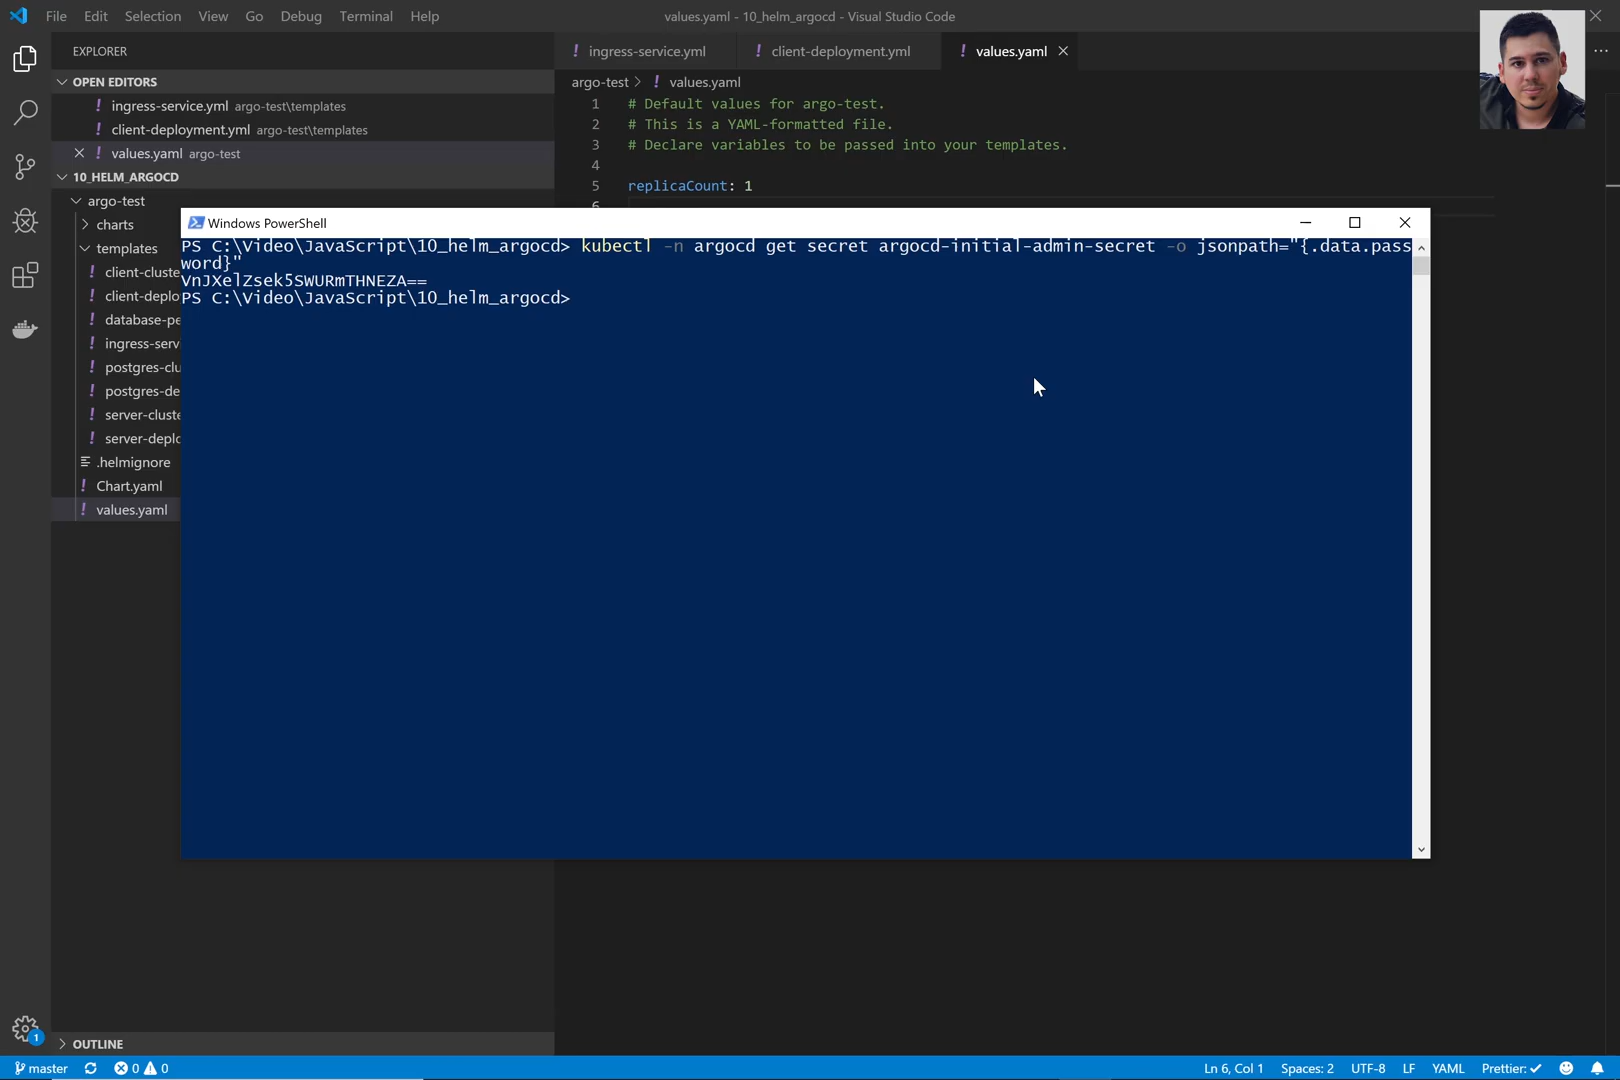 File Edit Selection View Go Debug Terminal Help
values.yaml - 10_helm_argocd - Visual Studio Code
EXPLORER
OPEN EDITORS
ingress-service.yml argo-test\templates
client-deployment.yml argo-test\templates
values.yaml argo-test
10_HELM_ARGOCD
argo-test
charts
templates
client-cluste
client-deplo
database-pe
ingress-serv
postgres-clu
postgres-de
server-cluste
server-deplo
.helmignore
Chart.yaml
values.yaml
OUTLINE
ingress-service.yml client-deployment.yml values.yaml
argo-test > values.yaml
1 # Default values for argo-test.
2 # This is a YAML-formatted file.
3 # Declare variables to be passed into your templates.
4
5 replicaCount: 1
6
Windows PowerShell
PS C:\Video\JavaScript\10_helm_argocd> kubectl -n argocd get secret argocd-initial-admin-secret -o jsonpath="{.data.pass
word}"
VnJXelZsek5SWURmTHNEZA==
PS C:\Video\JavaScript\10_helm_argocd>
1
master 0 0 Ln 6, Col 1 Spaces: 2 UTF-8 LF YAML Prettier: ✓